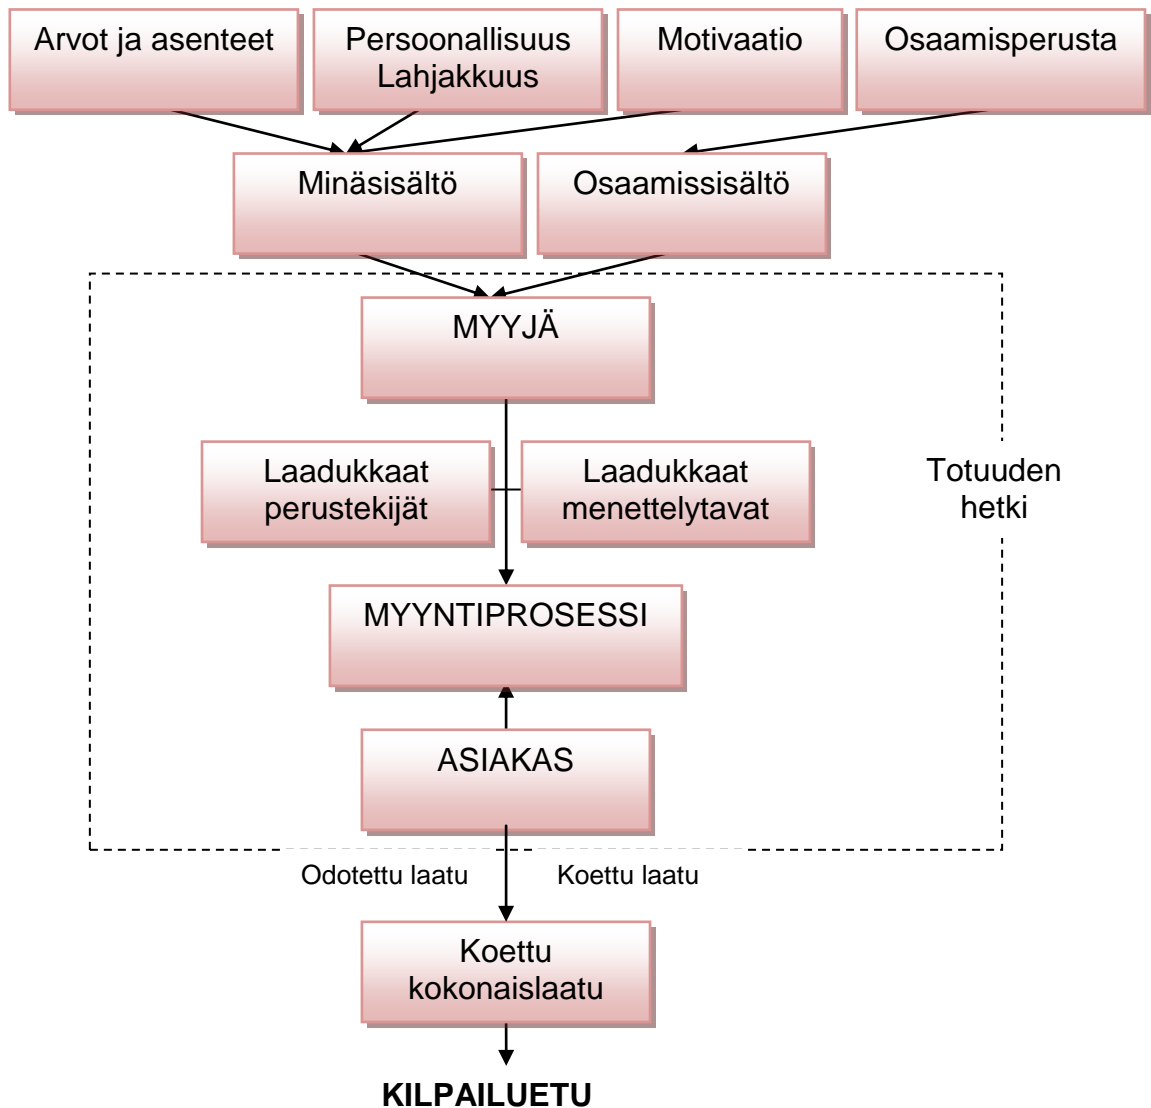 Arvot ja asenteet
Persoonallisuus
Lahjakkuus
Motivaatio
Osaamisperusta
Minäsisältö
Osaamissisältö
MYYJÄ
Laadukkaat
perustekijät
Laadukkaat
menettelytavat
Totuuden
hetki
MYYNTIPROSESSI
ASIAKAS
Odotettu laatu
Koettu laatu
Koettu
kokonaislaatu
KILPAILUETU